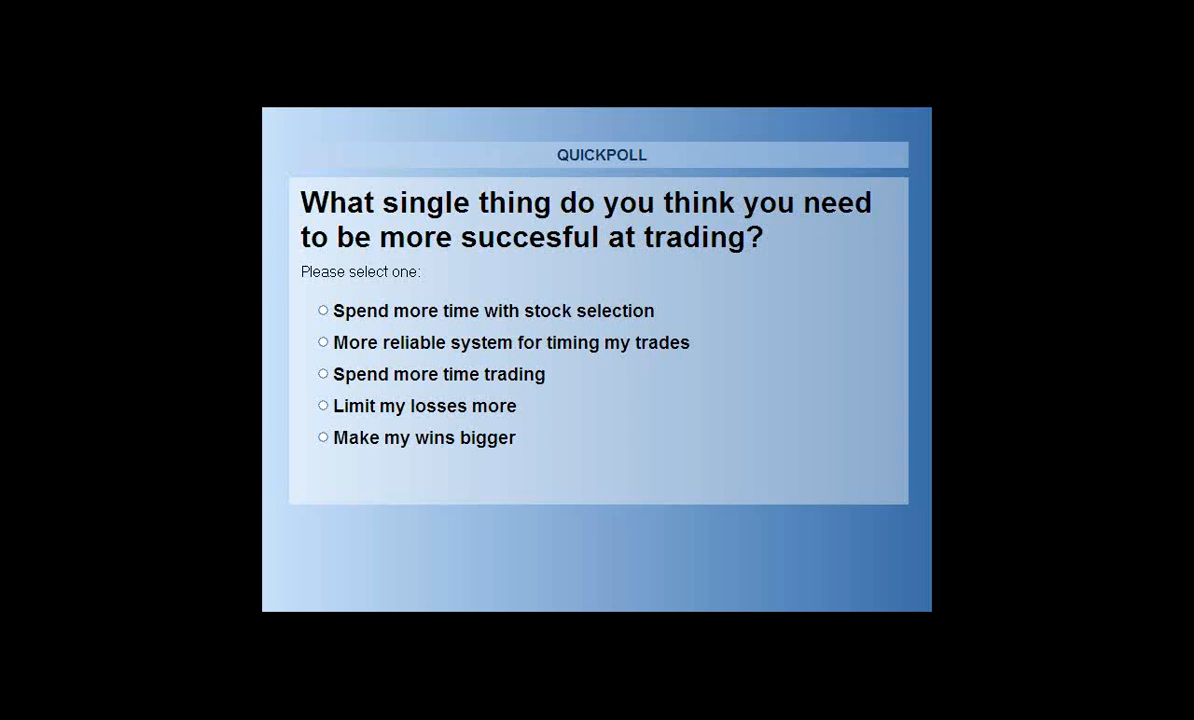 QUICKPOLL
What single thing do you think you need
to be more succesful at trading?
Please select one:
Spend more time with stock selection
More reliable system for timing my trades
Spend more time trading
Limit my losses more
Make my wins bigger